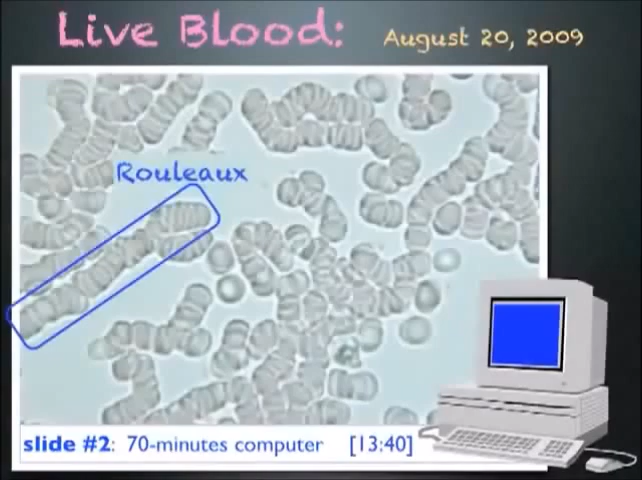 Live Blood:
August 20, 2009
Rouleaux
slide #2: 70-minutes computer [13:40]